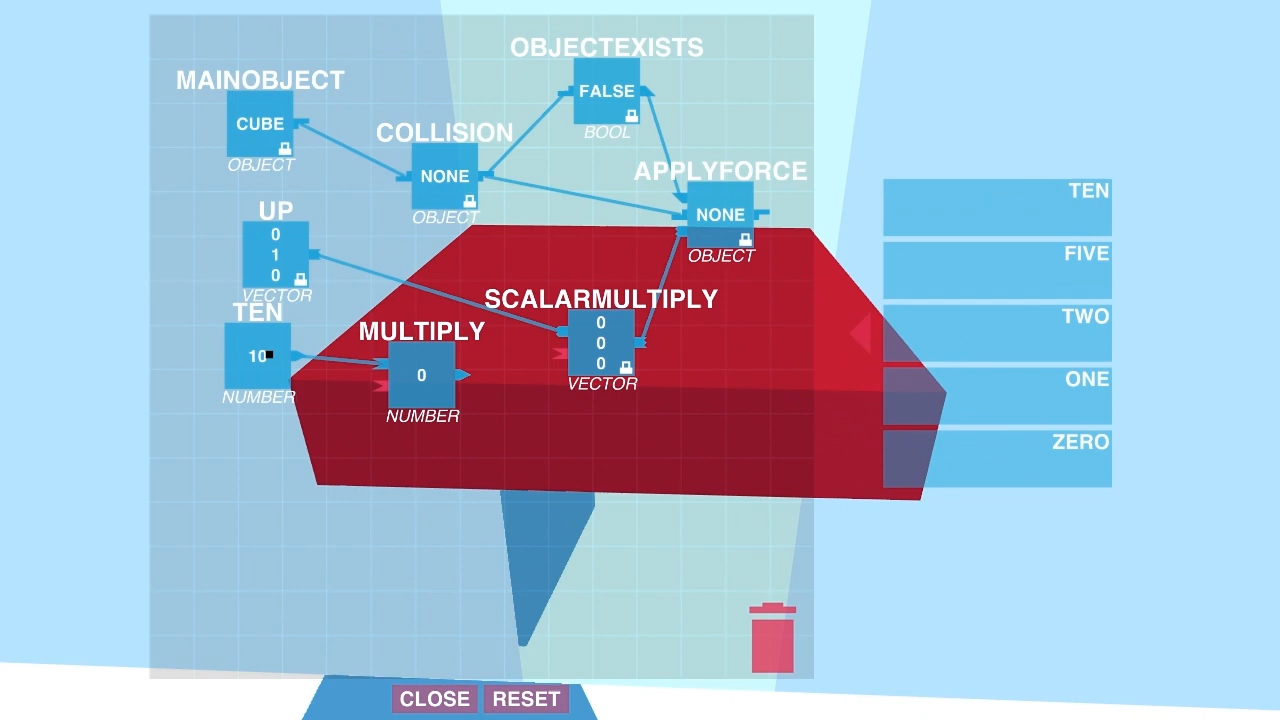 OBJECTEXISTS
FALSE
BOOL
MAINOBJECT
CUBE
OBJECT
COLLISION
NONE
OBJECT
APPLYFORCE
NONE
OBJECT
UP
0
1
0
VECTOR
SCALARMULTIPLY
0
0
0
VECTOR
TEN
10
NUMBER
MULTIPLY
0
NUMBER
TEN
FIVE
TWO
ONE
ZERO
CLOSE
RESET